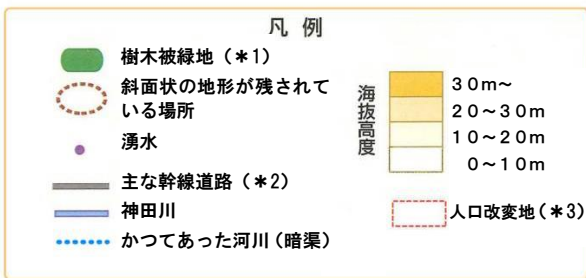 凡 例
樹木被緑地(*1)
斜面状の地形が残されて
いる場所
湧水
主な幹線道路(*2)
神田川
かつてあった河川(暗渠)
海抜高度
30m~
20~30m
10~20m
0~10m
人口改変地(*3)